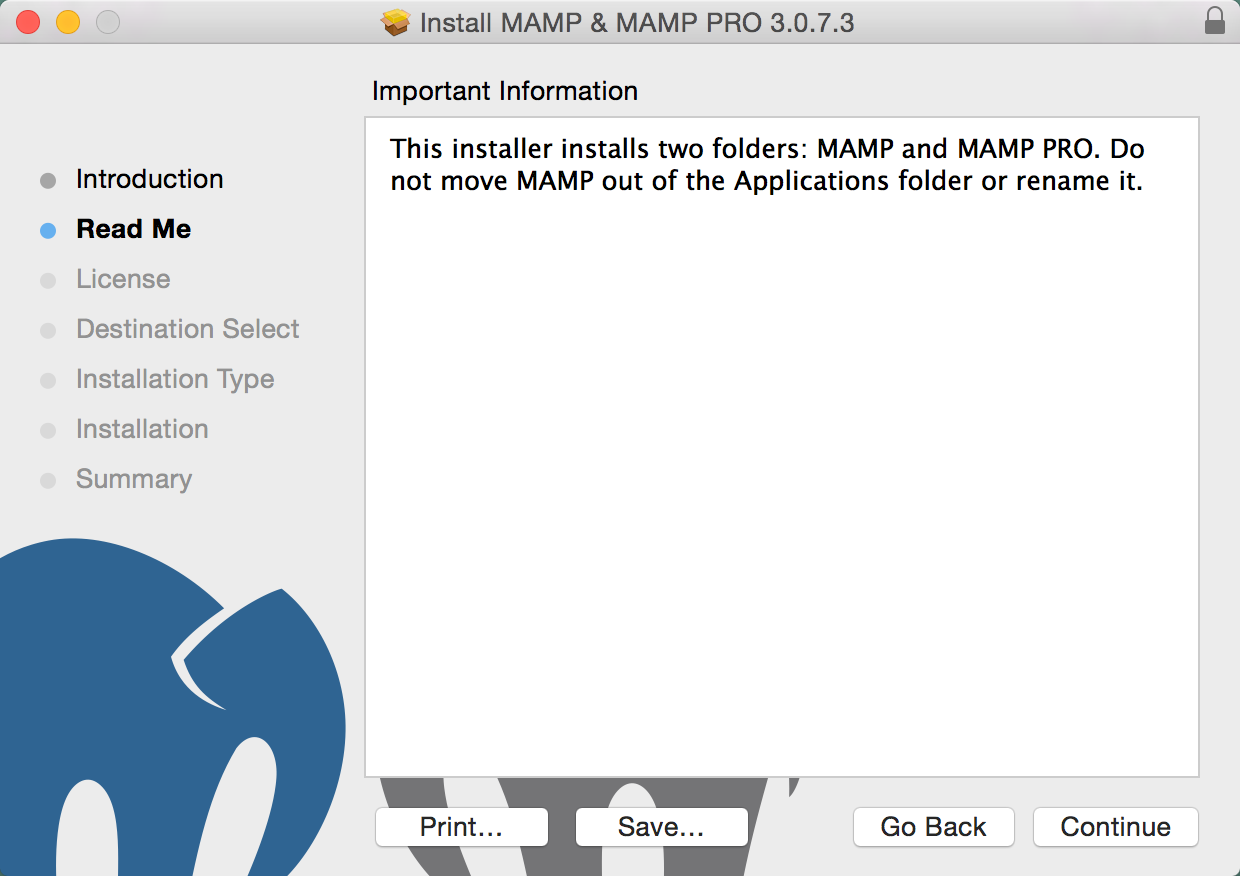 Install MAMP & MAMP PRO 3.0.7.3
Important Information
Introduction
Read Me
License
Destination Select
Installation Type
Installation
Summary
This installer installs two folders: MAMP and MAMP PRO. Do
not move MAMP out of the Applications folder or rename it.
Print...
Save...
Go Back
Continue